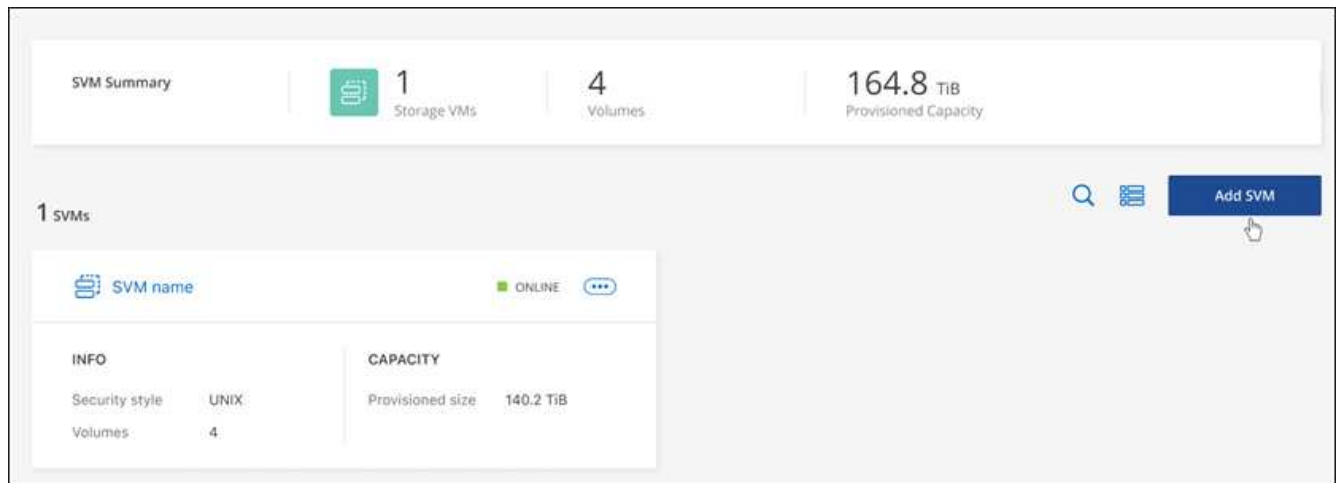 SVM Summary
1
Storage VMs
4
Volumes
164.8 TiB
Provisioned Capacity
1 SVMs
Add SVM
SVM name
ONLINE
INFO
Security style UNIX
Volumes 4
CAPACITY
Provisioned size 140.2 TiB